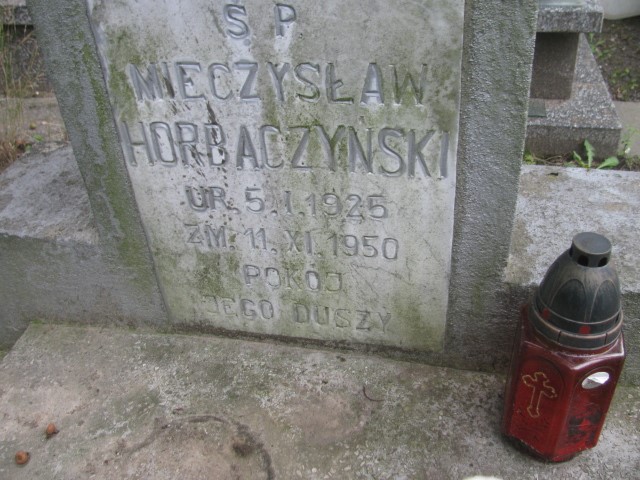 Ś.P
MIECZYSŁAW
HORBACZYŃSKI
UR. 5. I. 1925
ZM. 11. XI. 1950
POKÓJ
JEGO DUSZY